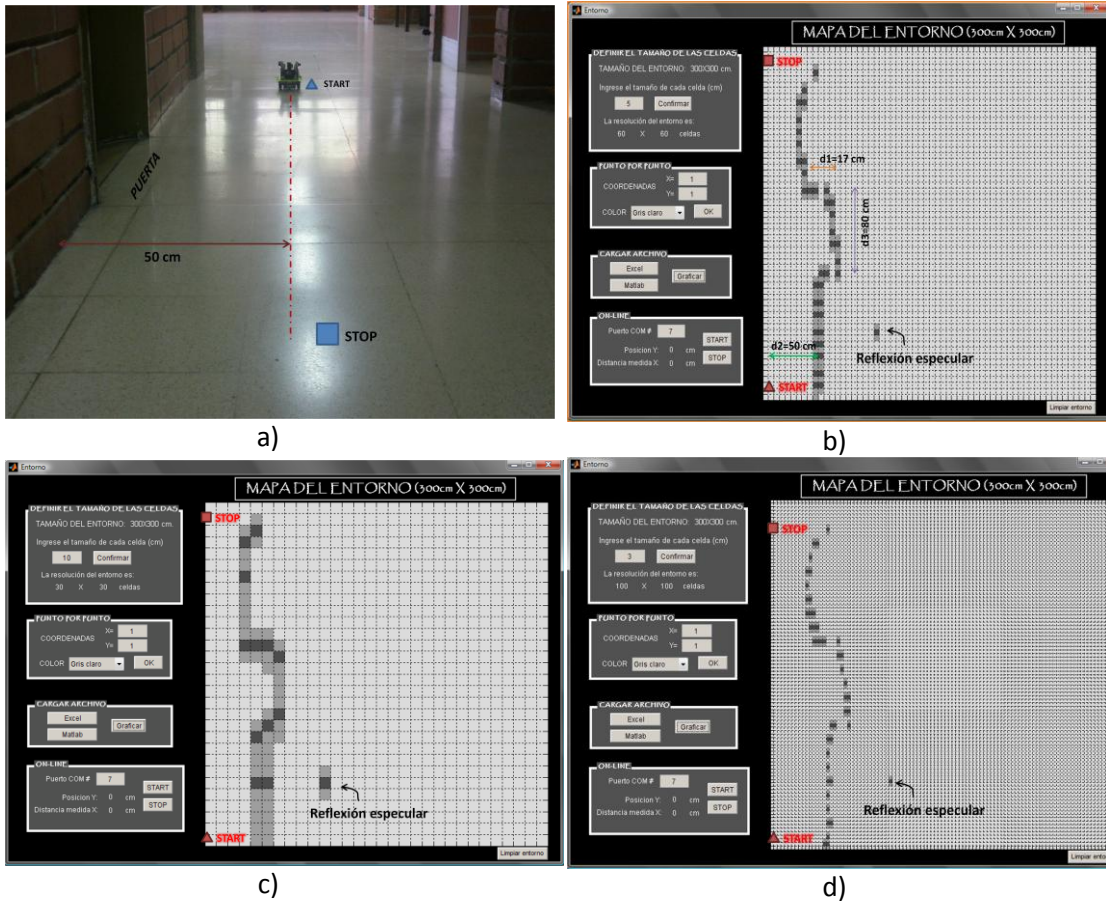 START
PUERTA
50 cm
STOP
a)
Entorno
MAPA DEL ENTORNO (300cm X 300cm)
DEFINIR EL TAMAÑO DE LAS CELDAS
TAMAÑO DEL ENTORNO: 300X300 cm.
Ingrese el tamaño de cada celda (cm)
5 Confirmar
La resolución del entorno es:
60 X 60 celdas
PUNTO POR PUNTO
X= 1
COORDENADAS
Y= 1
COLOR Gris claro OK
CARGAR ARCHIVO
Excel
Graficar
Matlab
ON-LINE
Puerto COM # 7
START
Posicion Y: 0 cm
STOP
Distancia medida X: 0 cm
STOP
d1=17 cm
d3=80 cm
d2=50 cm
Reflexión especular
START
Limpiar entorno
b)
Entorno
MAPA DEL ENTORNO (300cm X 300cm)
DEFINIR EL TAMAÑO DE LAS CELDAS
TAMAÑO DEL ENTORNO: 300X300 cm.
Ingrese el tamaño de cada celda (cm)
10 Confirmar
La resolución del entorno es:
30 X 30 celdas
PUNTO POR PUNTO
X= 1
COORDENADAS
Y= 1
COLOR Gris claro OK
CARGAR ARCHIVO
Excel
Graficar
Matlab
ON-LINE
Puerto COM # 7
START
Posicion Y: 0 cm
STOP
Distancia medida X: 0 cm
STOP
Reflexión especular
START
Limpiar entorno
c)
Entorno
MAPA DEL ENTORNO (300cm X 300cm)
DEFINIR EL TAMAÑO DE LAS CELDAS
TAMAÑO DEL ENTORNO: 300X300 cm.
Ingrese el tamaño de cada celda (cm)
3 Confirmar
La resolución del entorno es:
100 X 100 celdas
PUNTO POR PUNTO
X= 1
COORDENADAS
Y= 1
COLOR Gris claro OK
CARGAR ARCHIVO
Excel
Graficar
Matlab
ON-LINE
Puerto COM # 7
START
Posicion Y: 0 cm
STOP
Distancia medida X: 0 cm
STOP
Reflexión especular
START
Limpiar entorno
d)